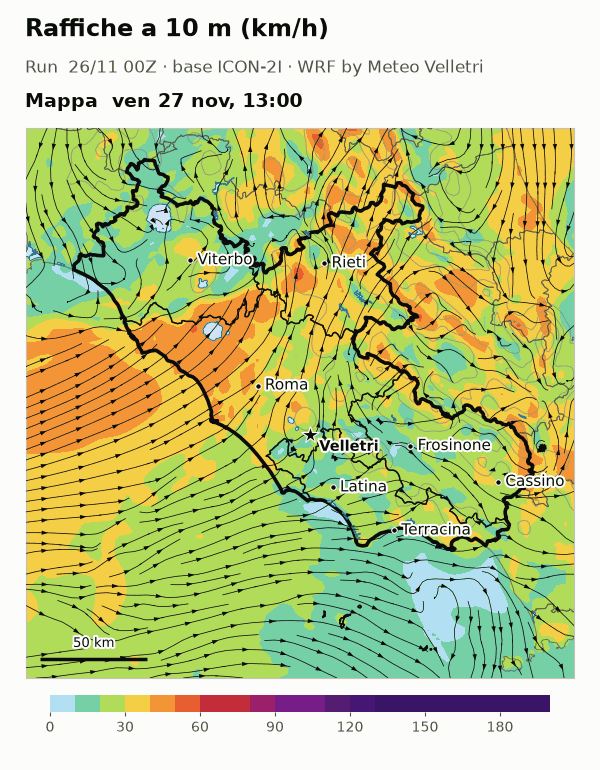 Raffiche a 10 m (km/h)
Run  26/11 00Z · base ICON-2I · WRF by Meteo Velletri
Mappa  ven 27 nov, 13:00
Viterbo
Rieti
Roma
Velletri
Frosinone
Latina
Cassino
Terracina
50 km
0 30 60 90 120 150 180